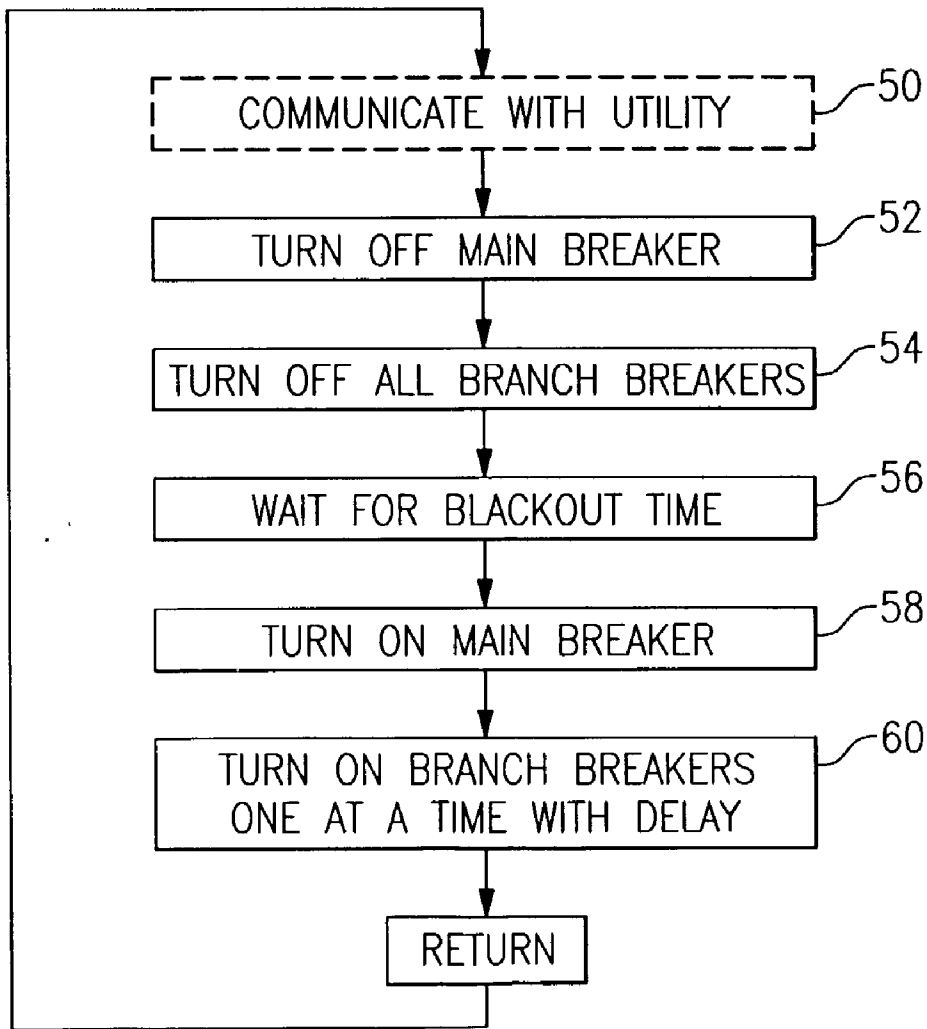 COMMUNICATE WITH UTILITY
50
TURN OFF MAIN BREAKER
52
TURN OFF ALL BRANCH BREAKERS
54
WAIT FOR BLACKOUT TIME
56
TURN ON MAIN BREAKER
58
TURN ON BRANCH BREAKERS
ONE AT A TIME WITH DELAY
60
RETURN